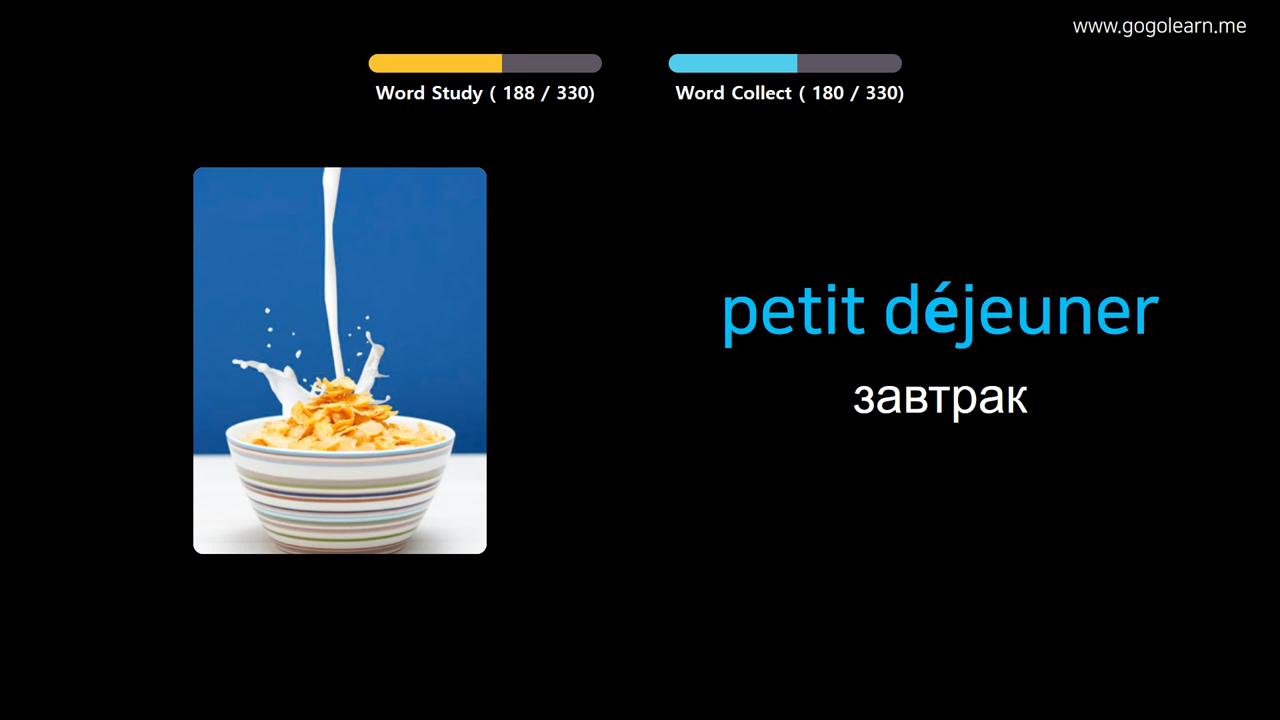 www.gogolearn.me
Word Study ( 188 / 330)
Word Collect ( 180 / 330)
petit déjeuner
завтрак